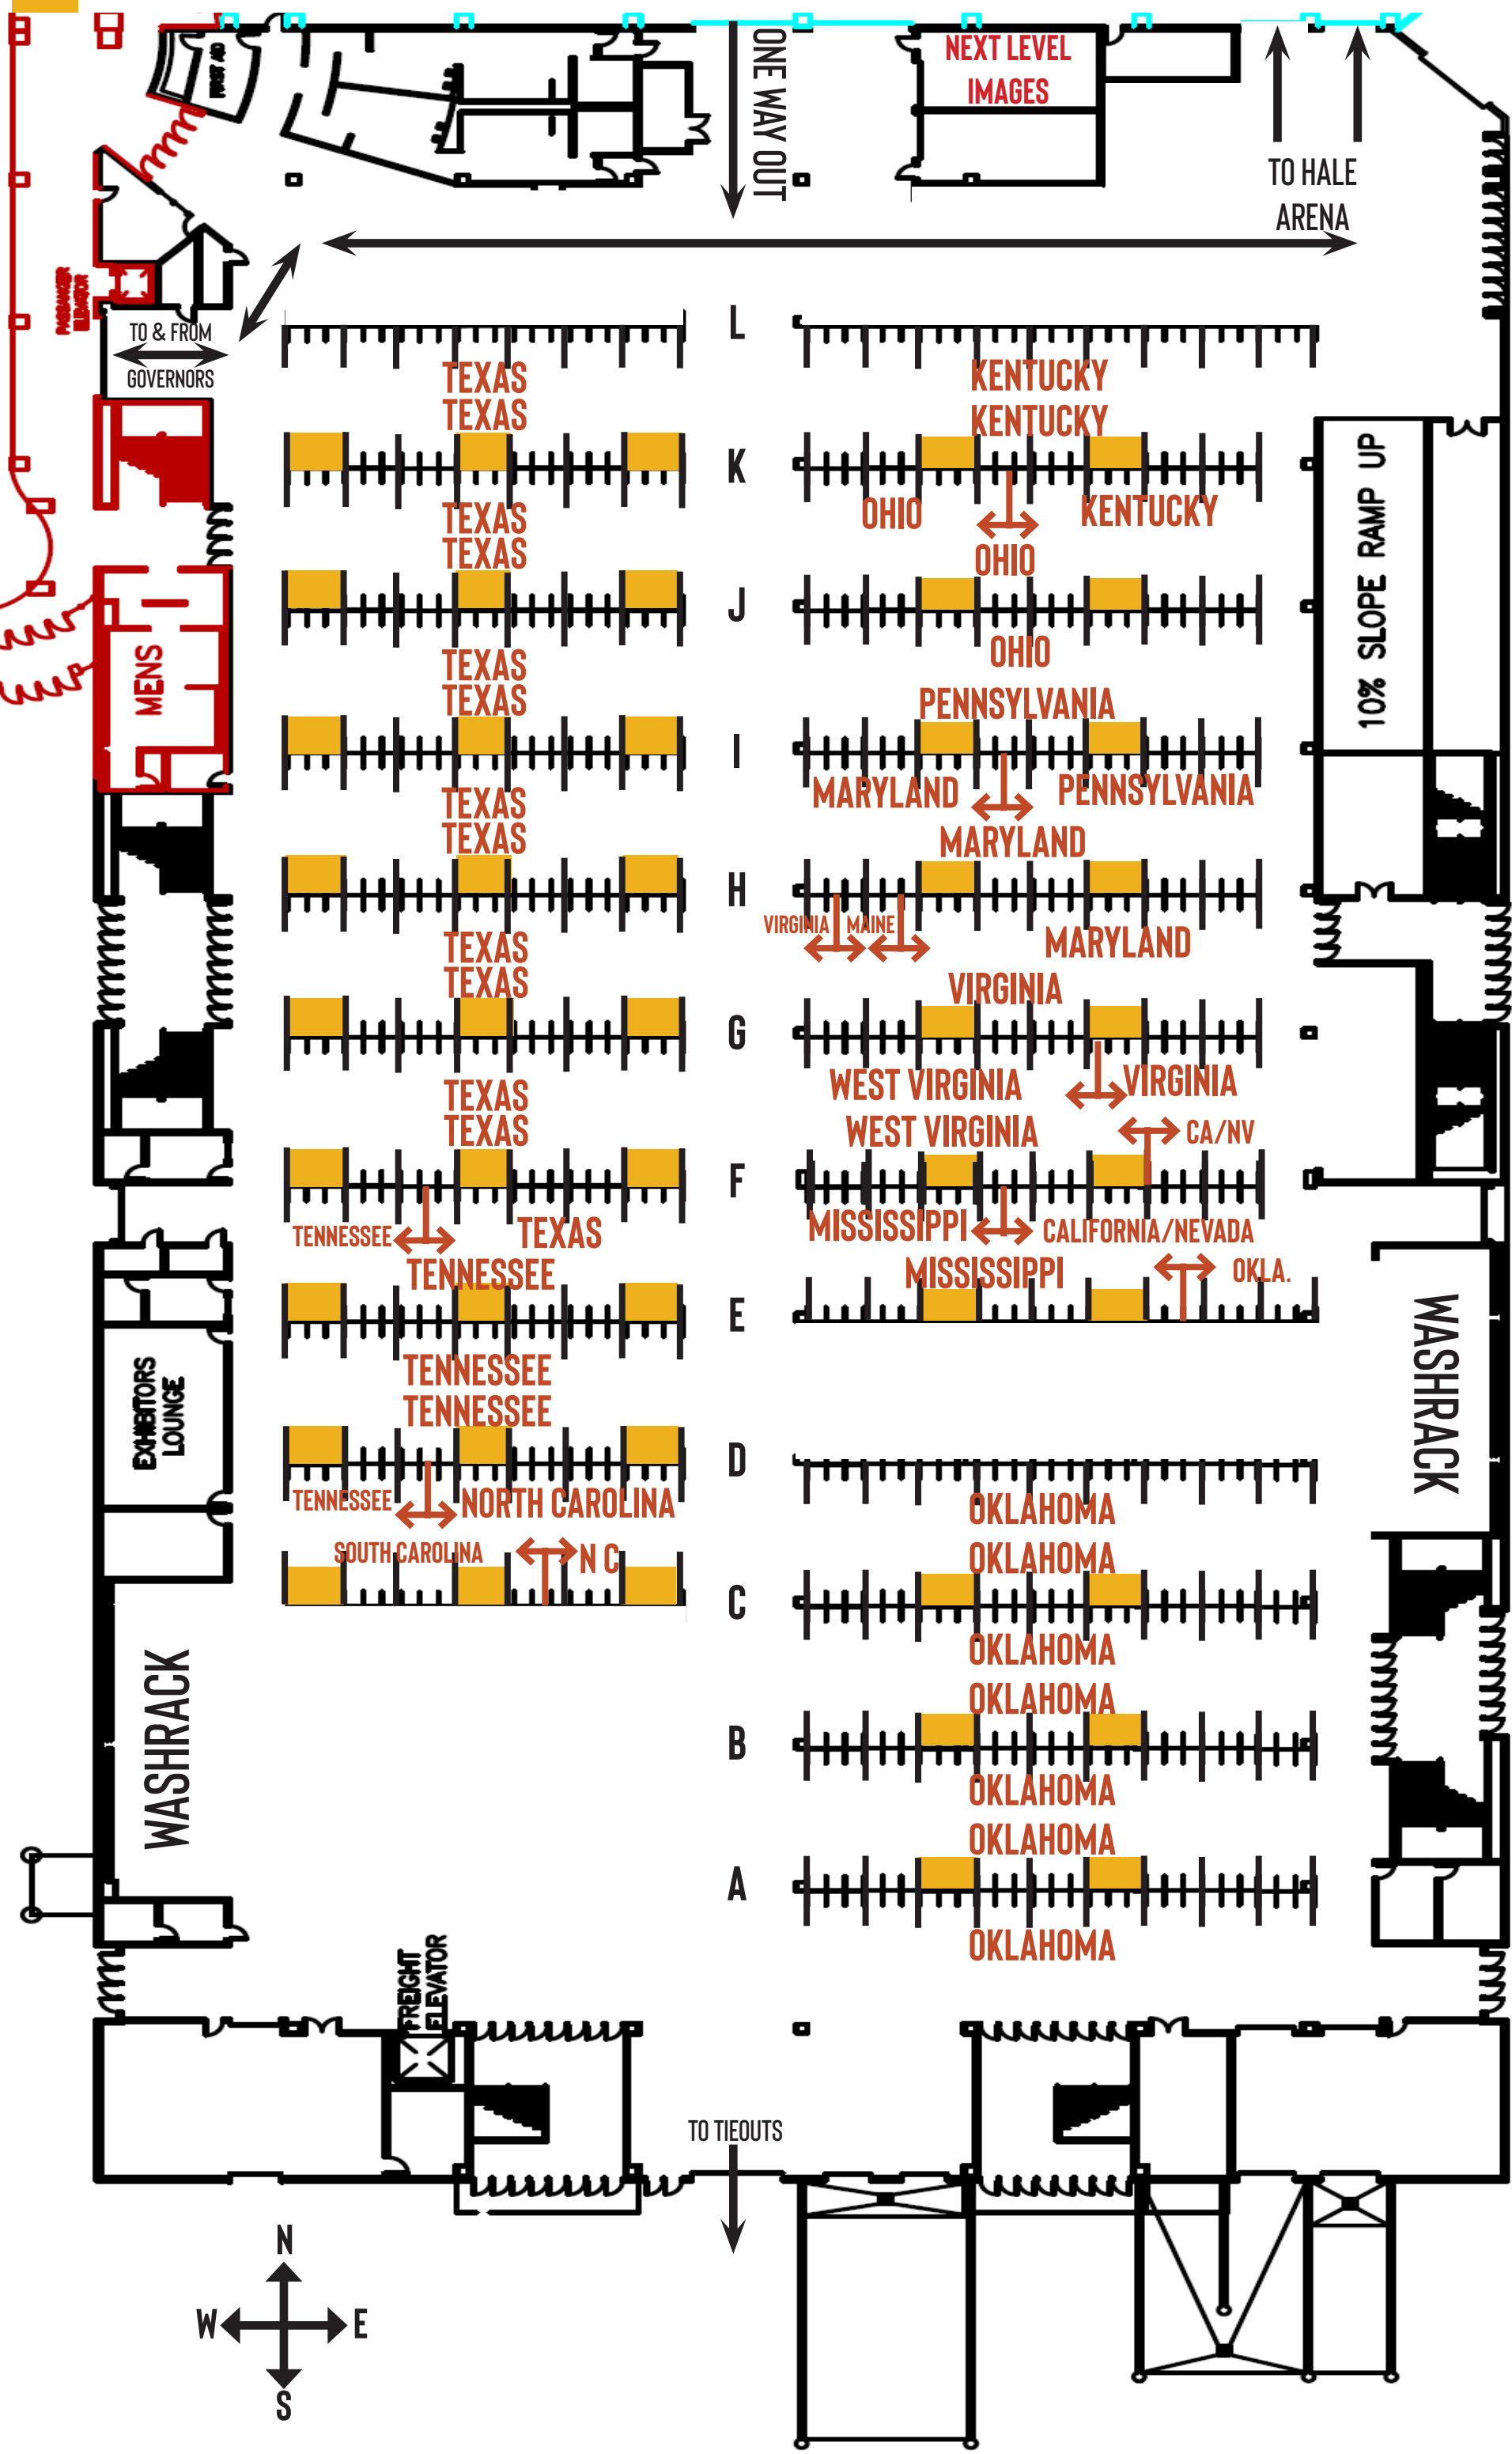 FIRST AID
ONE WAY OUT
NEXT LEVEL
IMAGES
TO HALE
ARENA
PASSANGER
ELEVATOR
TO & FROM
GOVERNORS
L
TEXAS
TEXAS
KENTUCKY
KENTUCKY
K
TEXAS
TEXAS
OHIO
KENTUCKY
OHIO
J
TEXAS
TEXAS
OHIO
PENNSYLVANIA
MENS
10% SLOPE RAMP UP
I
TEXAS
TEXAS
MARYLAND
PENNSYLVANIA
MARYLAND
H
TEXAS
TEXAS
VIRGINIA
MAINE
MARYLAND
VIRGINIA
G
TEXAS
TEXAS
WEST VIRGINIA
VIRGINIA
WEST VIRGINIA
CA/NV
F
TENNESSEE
TEXAS
TENNESSEE
MISSISSIPPI
CALIFORNIA/NEVADA
MISSISSIPPI
OKLA.
E
WASHRACK
EXHIBITORS
LOUNGE
TENNESSEE
TENNESSEE
D
TENNESSEE
NORTH CAROLINA
SOUTH CAROLINA
N C
OKLAHOMA
OKLAHOMA
C
OKLAHOMA
OKLAHOMA
WASHRACK
B
OKLAHOMA
OKLAHOMA
A
OKLAHOMA
FREIGHT
ELEVATOR
TO TIEOUTS
N
W
E
S